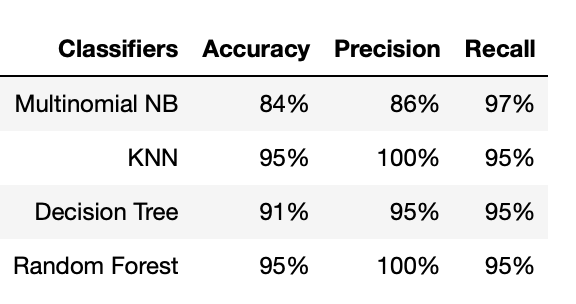 Classifiers Accuracy Precision Recall
Multinomial NB 84% 86% 97%
KNN 95% 100% 95%
Decision Tree 91% 95% 95%
Random Forest 95% 100% 95%